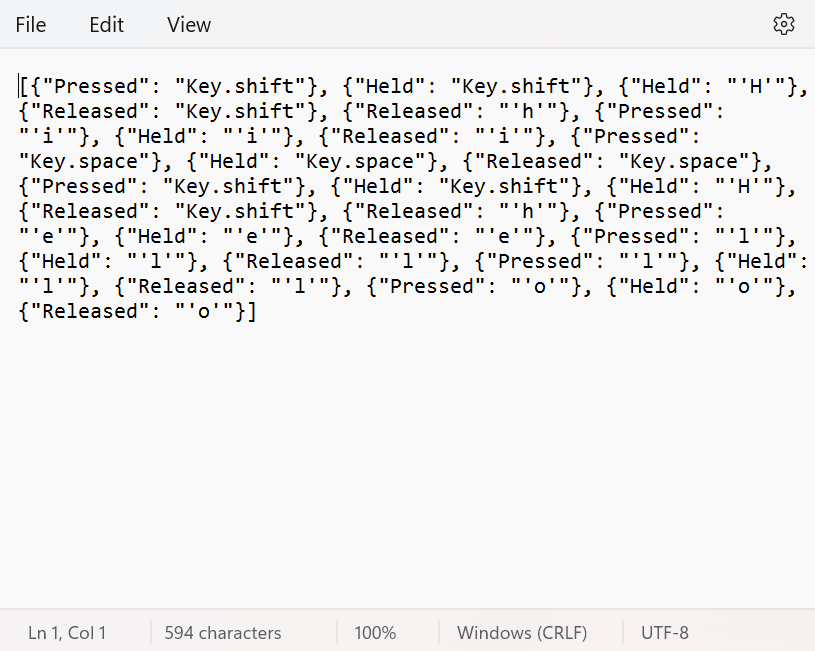 File Edit View
[{"Pressed": "Key.shift"}, {"Held": "Key.shift"}, {"Held": "'H'"},
{"Released": "Key.shift"}, {"Released": "'h'"}, {"Pressed":
"'i'"}, {"Held": "'i'"}, {"Released": "'i'"}, {"Pressed":
"Key.space"}, {"Held": "Key.space"}, {"Released": "Key.space"},
{"Pressed": "Key.shift"}, {"Held": "Key.shift"}, {"Held": "'H'"},
{"Released": "Key.shift"}, {"Released": "'h'"}, {"Pressed":
"'e'"}, {"Held": "'e'"}, {"Released": "'e'"}, {"Pressed": "'l'"},
{"Held": "'l'"}, {"Released": "'l'"}, {"Pressed": "'l'"}, {"Held":
"'l'"}, {"Released": "'l'"}, {"Pressed": "'o'"}, {"Held": "'o'"},
{"Released": "'o'"}]
Ln 1, Col 1 594 characters 100% Windows (CRLF) UTF-8